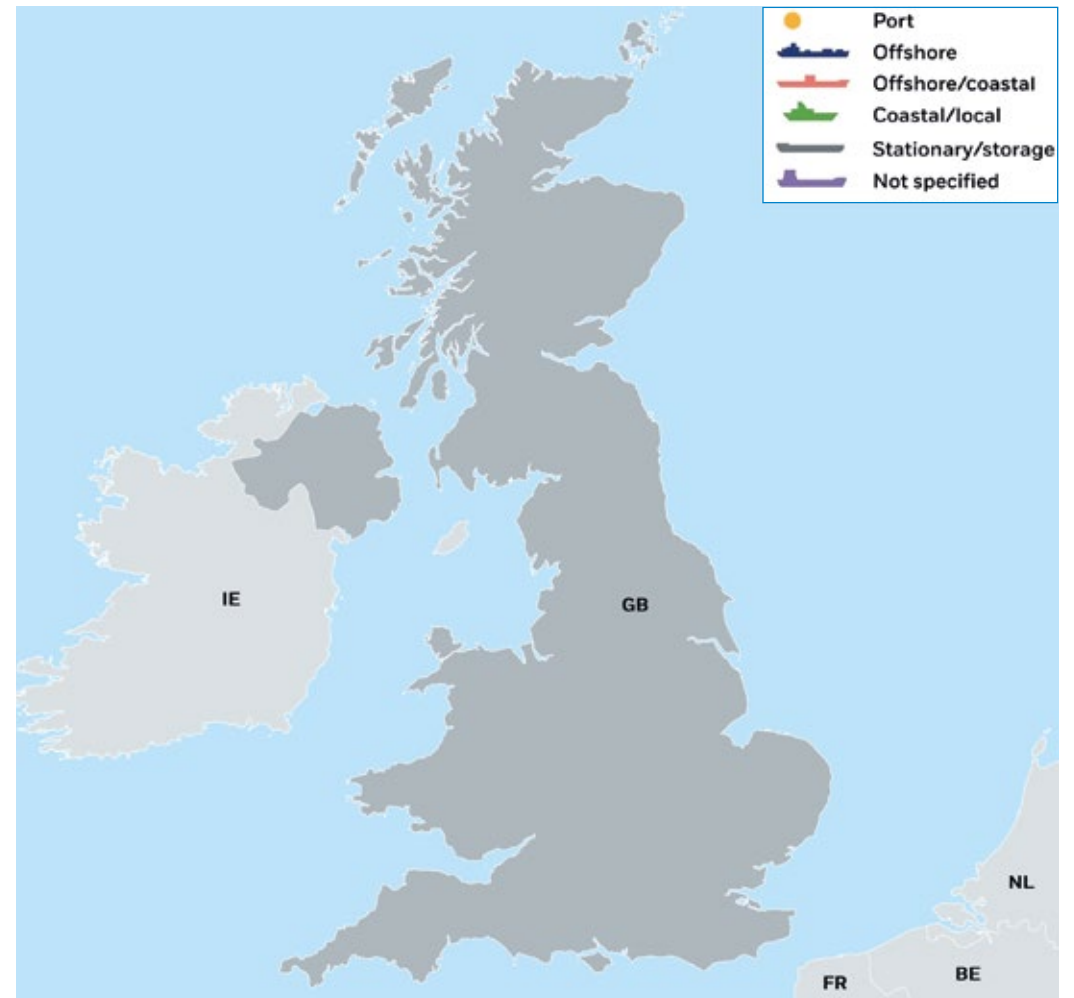 Port
Offshore
Offshore/coastal
Coastal/local
Stationary/storage
Not specified
IE
GB
NL
BE
FR